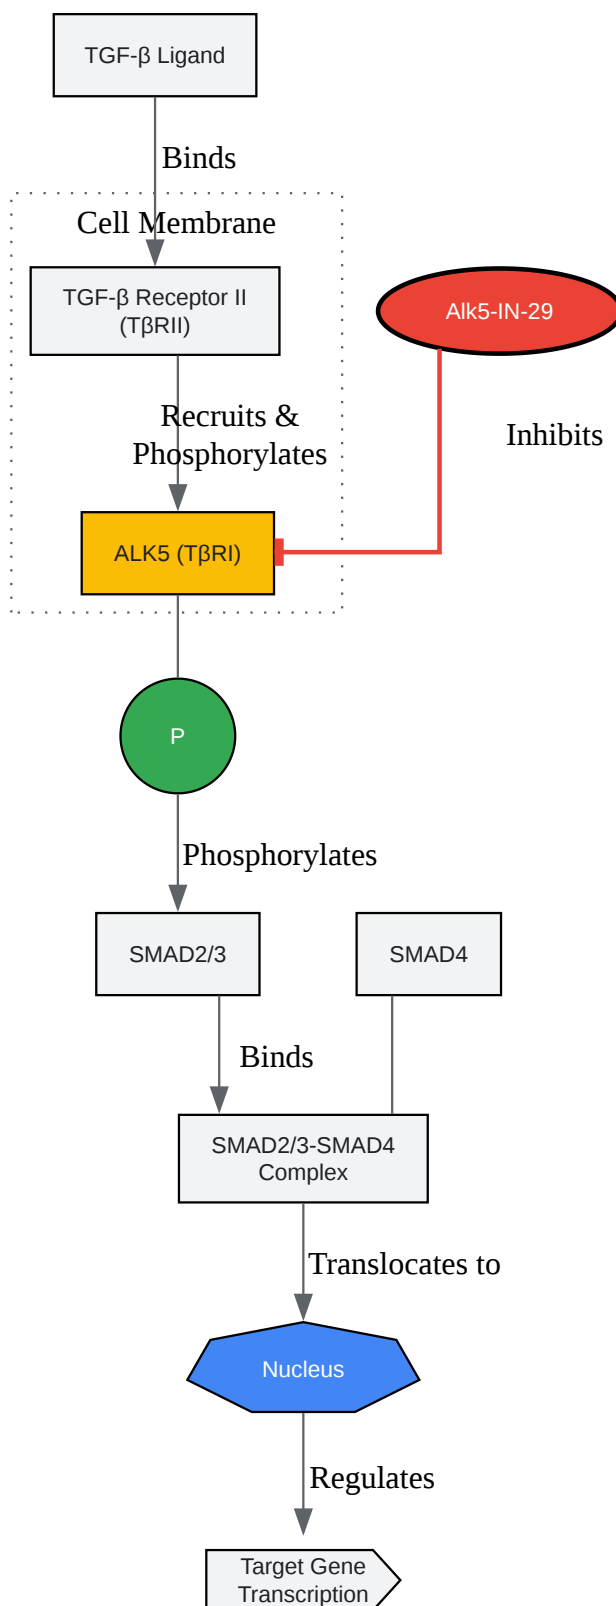 TGF-β Ligand
Binds
Cell Membrane
TGF-β Receptor II
(TβRII)
Alk5-IN-29
Recruits &
Phosphorylates
Inhibits
ALK5 (TβRI)
P
Phosphorylates
SMAD2/3
SMAD4
Binds
SMAD2/3-SMAD4
Complex
Translocates to
Nucleus
Regulates
Target Gene
Transcription